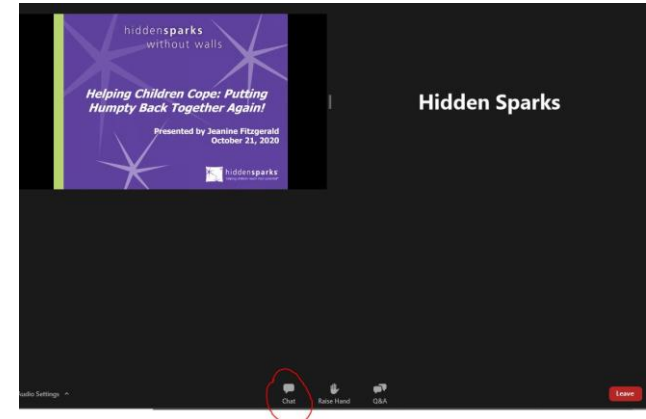 hiddensparks
without walls
Helping Children Cope: Putting
Humpty Back Together Again!
Presented by Jeanine Fitzgerald
October 21, 2020
hiddensparks
Hidden Sparks
Audio Settings
Chat
Raise Hand
Q&A
Leave